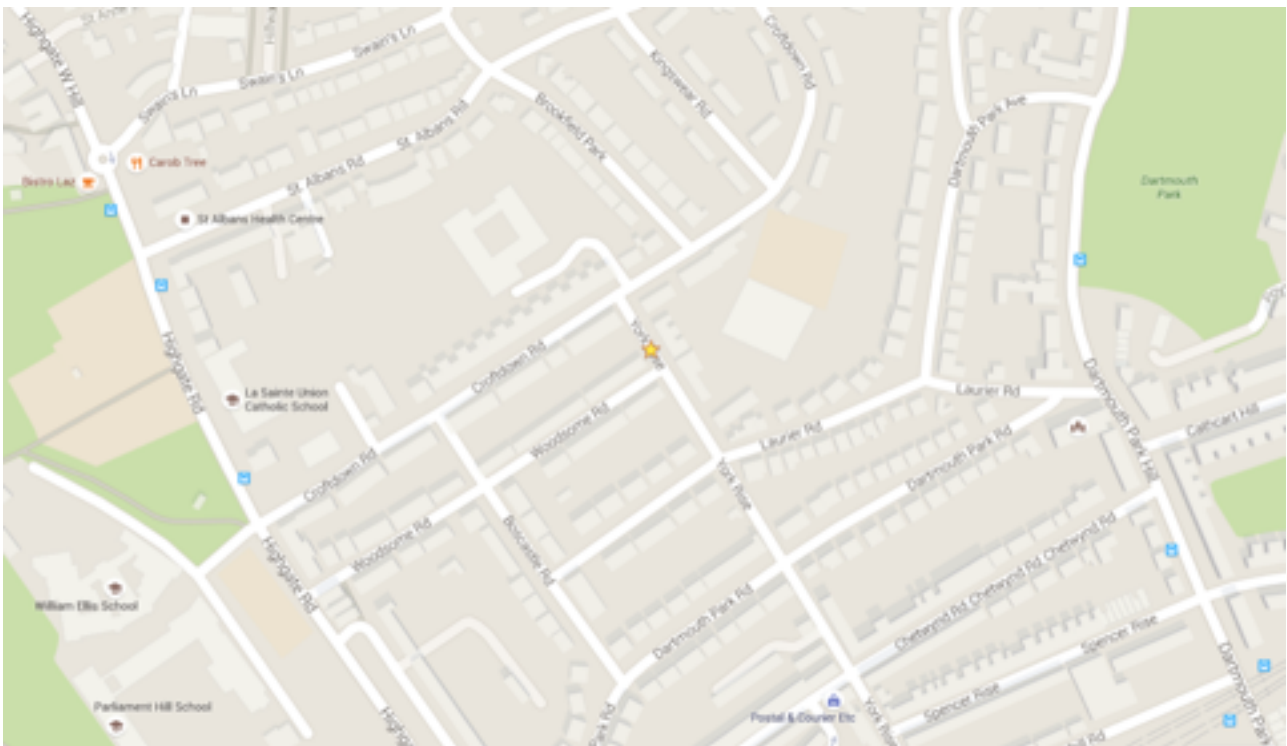 Highgate W Hill
Swain's Ln
Swain's Ln
Swain's Ln
Kingswear Rd
Croftdown Rd
Brookfield Park
Dartmouth Park Ave
St. Albans Rd
St. Albans Rd
Carob Tree
St Albans Health Centre
Dartmouth
Park
York Rise
Highgate Rd
Croftdown Rd
La Sainte Union
Catholic School
Laurier Rd
Dartmouth Park Hill
Cathcart Hill
Woodsome Rd
Laurier Rd
Dartmouth Park Rd
York Rise
Croftdown Rd
Woodsome Rd
Boscastle Rd
Highgate Rd
Chetwynd Rd
Chetwynd Rd
Chetwynd Rd
William Ellis School
Dartmouth Park Rd
Spencer Rise
Spencer Rise
Parliament Hill School
Postal & Courier Etc
York Rise
Dartmouth Park